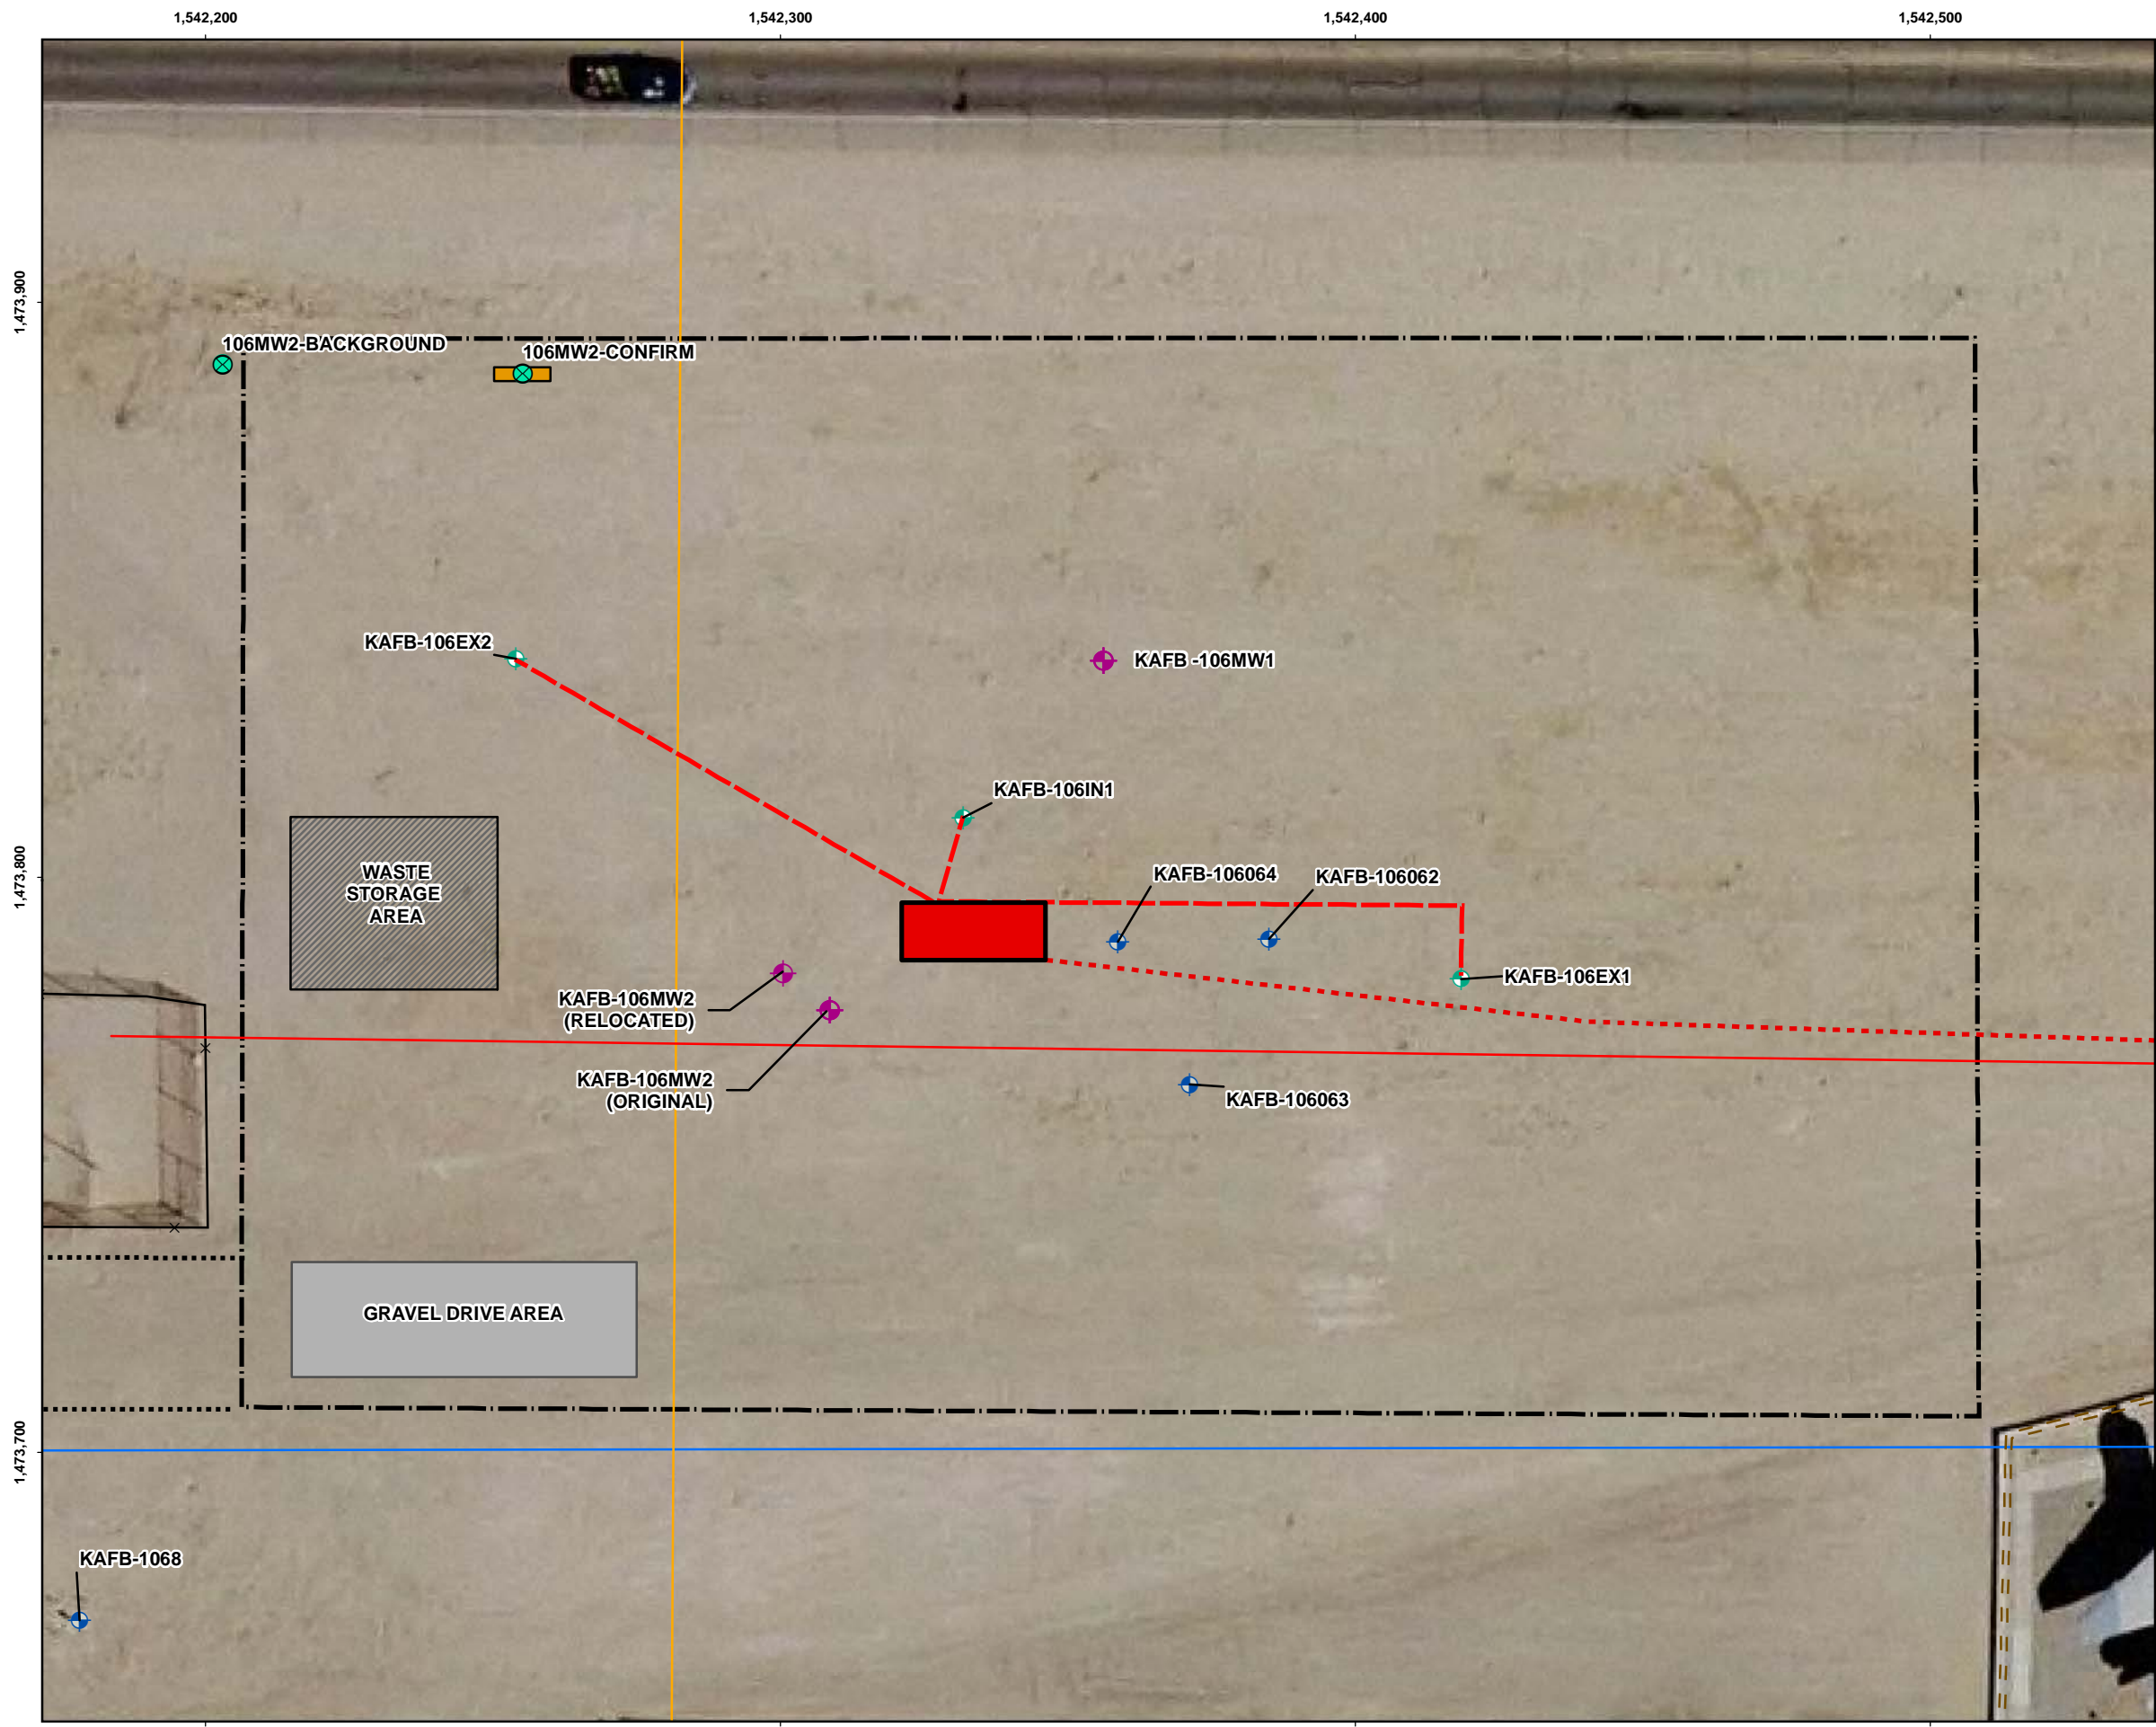 1,542,200
1,542,300
1,542,400
1,542,500
1,473,900
1,473,800
1,473,700
106MW2-BACKGROUND
106MW2-CONFIRM
KAFB-106EX2
KAFB -106MW1
KAFB-106IN1
WASTE
STORAGE
AREA
KAFB-106064
KAFB-106062
KAFB-106EX1
KAFB-106MW2
(RELOCATED)
KAFB-106MW2
(ORIGINAL)
KAFB-106063
GRAVEL DRIVE AREA
KAFB-1068